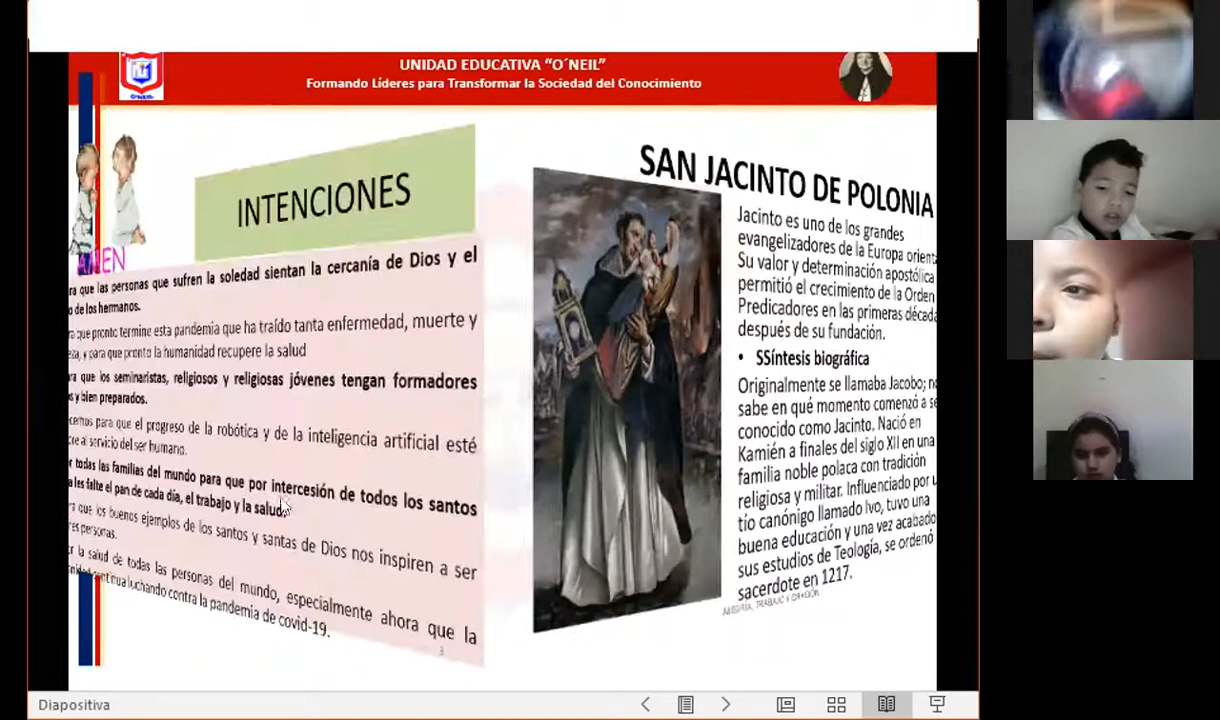 UNIDAD EDUCATIVA "O´NEIL"
Formando Líderes para Transformar la Sociedad del Conocimiento
O´NEIL
INTENCIONES
que las personas que sufren la soledad sientan la cercanía de Dios y el
de los hermanos.
que pronto termine esta pandemia que ha traído tanta enfermedad, muerte y
y para que pronto la humanidad recupere la salud
que los seminaristas, religiosos y religiosas jóvenes tengan formadores
y bien preparados.
para que el progreso de la robótica y de la inteligencia artificial esté
al servicio del ser humano.
todas las familias del mundo para que por intercesión de todos los santos
les falte el pan de cada día, el trabajo y la salud
que los buenos ejemplos de los santos y santas de Dios nos inspiren a ser
personas.
la salud de todas las personas del mundo, especialmente ahora que la
continua luchando contra la pandemia de covid-19.
3
SAN JACINTO DE POLONIA
Jacinto es uno de los grandes
evangelizadores de la Europa
Su valor y determinación apostólica
permitió el crecimiento de la Orden
Predicadores en las primeras
después de su fundación.
• SSíntesis biográfica
Originalmente se llamaba Jacobo;
sabe en qué momento comenzó a
conocido como Jacinto. Nació en
Kamién a finales del siglo XII en una
familia noble polaca con tradición
religiosa y militar. Influenciado por
tío canónigo llamado Ivo, tuvo una
buena educación y una vez acabado
sus estudios de Teología, se ordenó
sacerdote en 1217.
ALEGRIA, TRABAJO Y ORACIÓN
Diapositiva